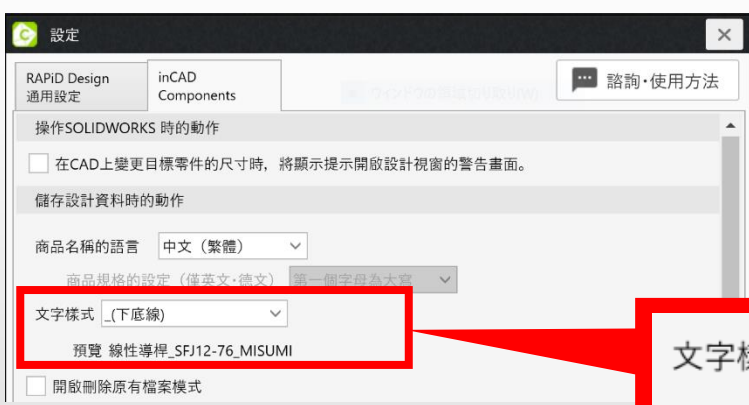 設定
RAPiD Design
通用設定
inCAD
Components
諮詢･使用方法
操作SOLIDWORKS 時的動作
在CAD上變更目標零件的尺寸時，將顯示提示開啟設計視窗的警告畫面。
儲存設計資料時的動作
商品名稱的語言 中文（繁體）
商品規格的設定（僅英文･德文） 第一個字母為大寫
文字樣式 _(下底線)
預覽 線性導桿_SFJ12-76_MISUMI
文字樣
開啟刪除原有檔案模式